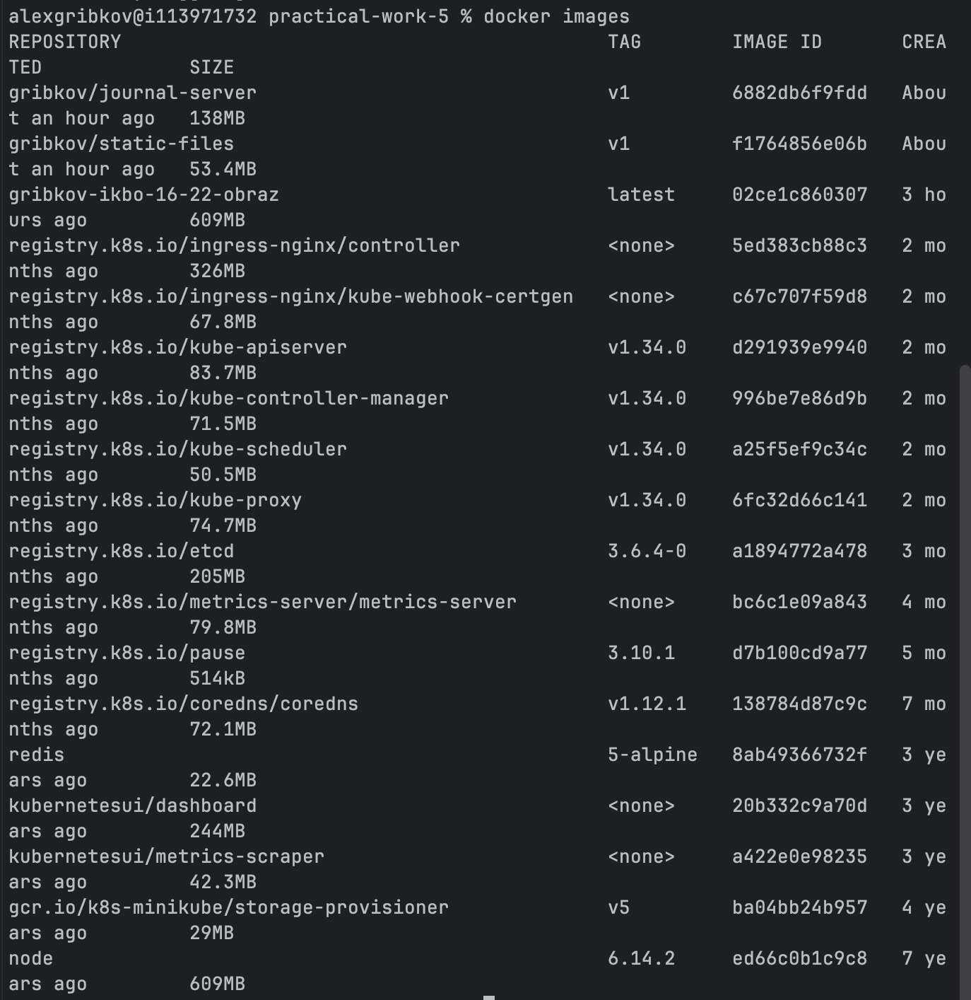 alexgribkov@i113971732 practical-work-5 % docker images
REPOSITORY                                           TAG        IMAGE ID       CREA
TED             SIZE
gribkov/journal-server                               v1         6882db6f9fdd   Abou
t an hour ago   138MB
gribkov/static-files                                 v1         f1764856e06b   Abou
t an hour ago   53.4MB
gribkov-ikbo-16-22-obraz                             latest     02ce1c860307   3 ho
urs ago         609MB
registry.k8s.io/ingress-nginx/controller             <none>     5ed383cb88c3   2 mo
nths ago        326MB
registry.k8s.io/ingress-nginx/kube-webhook-certgen   <none>     c67c707f59d8   2 mo
nths ago        67.8MB
registry.k8s.io/kube-apiserver                       v1.34.0    d291939e9940   2 mo
nths ago        83.7MB
registry.k8s.io/kube-controller-manager              v1.34.0    996be7e86d9b   2 mo
nths ago        71.5MB
registry.k8s.io/kube-scheduler                       v1.34.0    a25f5ef9c34c   2 mo
nths ago        50.5MB
registry.k8s.io/kube-proxy                           v1.34.0    6fc32d66c141   2 mo
nths ago        74.7MB
registry.k8s.io/etcd                                 3.6.4-0    a1894772a478   3 mo
nths ago        205MB
registry.k8s.io/metrics-server/metrics-server        <none>     bc6c1e09a843   4 mo
nths ago        79.8MB
registry.k8s.io/pause                                3.10.1     d7b100cd9a77   5 mo
nths ago        514kB
registry.k8s.io/coredns/coredns                      v1.12.1    138784d87c9c   7 mo
nths ago        72.1MB
redis                                                5-alpine   8ab49366732f   3 ye
ars ago         22.6MB
kubernetesui/dashboard                               <none>     20b332c9a70d   3 ye
ars ago         244MB
kubernetesui/metrics-scraper                         <none>     a422e0e98235   3 ye
ars ago         42.3MB
gcr.io/k8s-minikube/storage-provisioner              v5         ba04bb24b957   4 ye
ars ago         29MB
node                                                 6.14.2     ed66c0b1c9c8   7 ye
ars ago         609MB